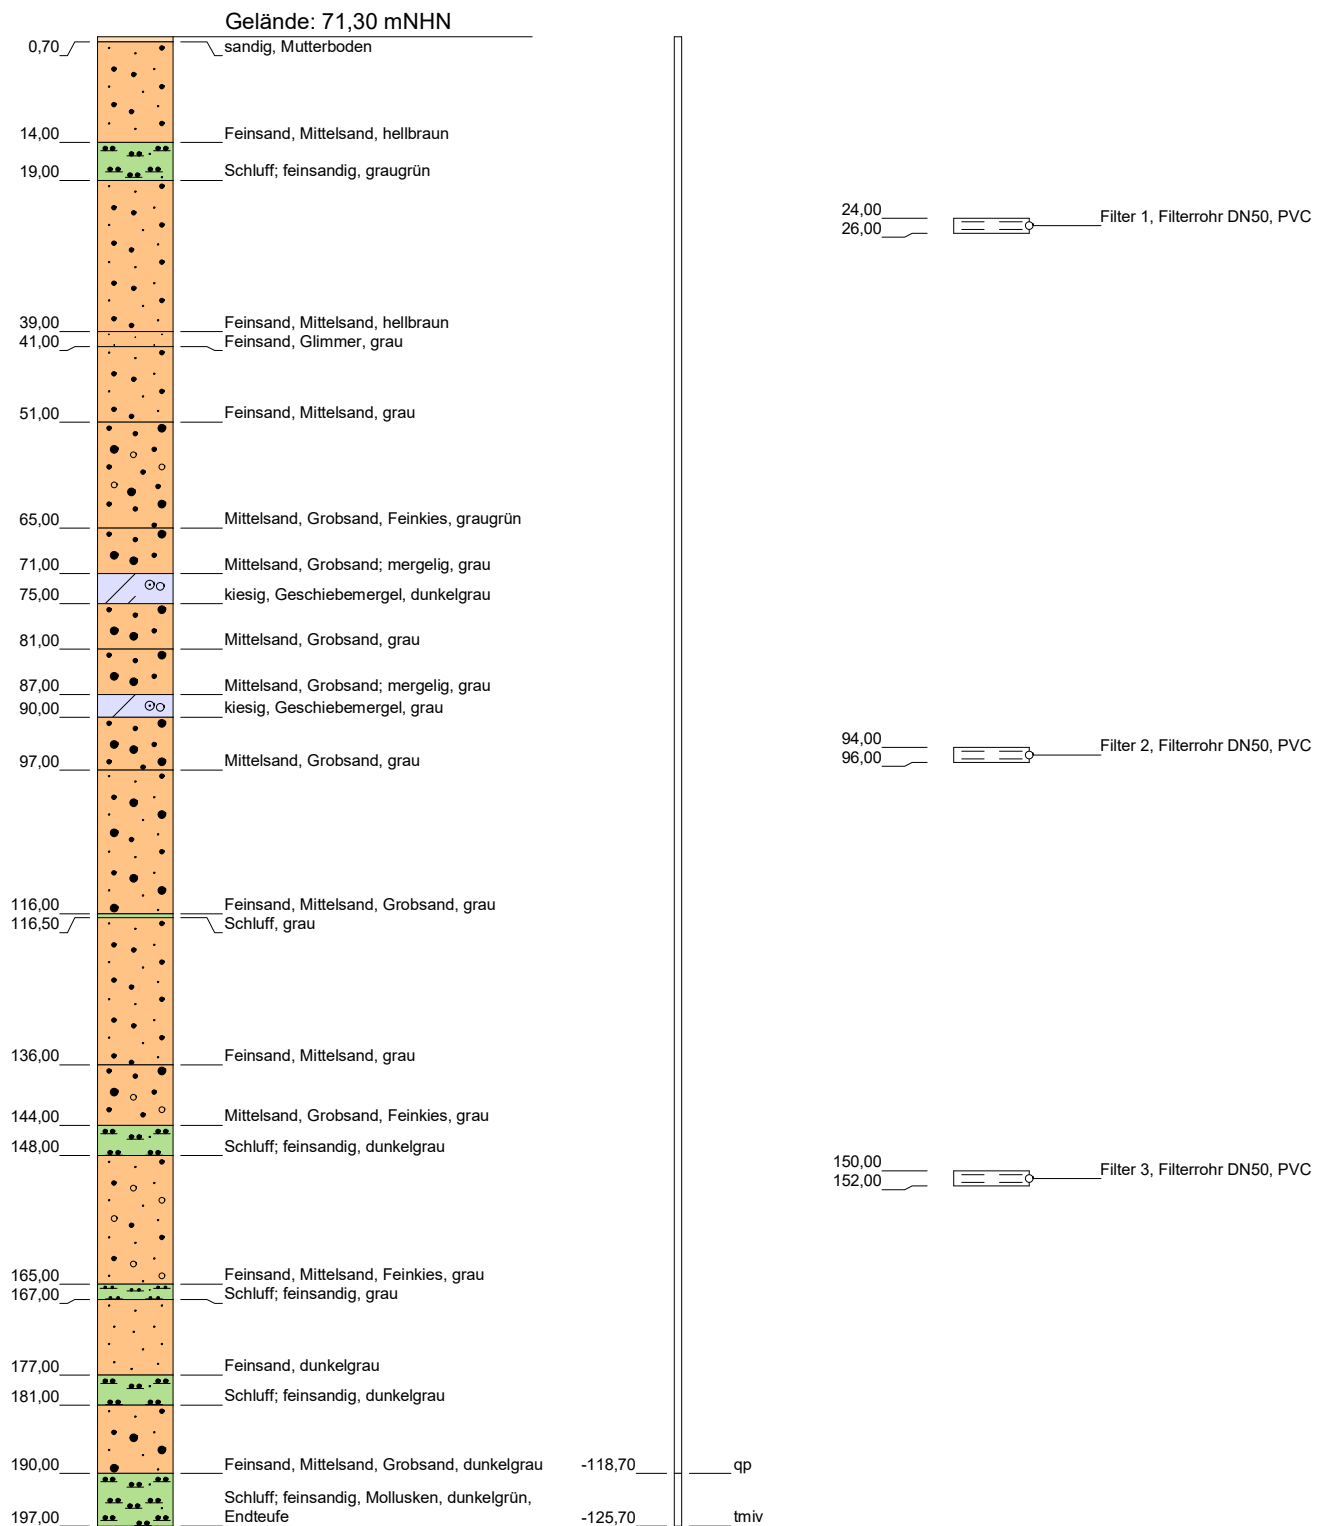 Gelände: 71,30 mNHN
0,70 sandig, Mutterboden
14,00 Feinsand, Mittelsand, hellbraun
19,00 Schluff; feinsandig, graugrün
24,00
26,00 Filter 1, Filterrohr DN50, PVC
39,00 Feinsand, Mittelsand, hellbraun
41,00 Feinsand, Glimmer, grau
51,00 Feinsand, Mittelsand, grau
65,00 Mittelsand, Grobsand, Feinkies, graugrün
71,00 Mittelsand, Grobsand; mergelig, grau
75,00 kiesig, Geschiebemergel, dunkelgrau
81,00 Mittelsand, Grobsand, grau
87,00 Mittelsand, Grobsand; mergelig, grau
90,00 kiesig, Geschiebemergel, grau
94,00
96,00 Filter 2, Filterrohr DN50, PVC
97,00 Mittelsand, Grobsand, grau
116,00 Feinsand, Mittelsand, Grobsand, grau
116,50 Schluff, grau
136,00 Feinsand, Mittelsand, grau
144,00 Mittelsand, Grobsand, Feinkies, grau
148,00 Schluff; feinsandig, dunkelgrau
150,00
152,00 Filter 3, Filterrohr DN50, PVC
165,00 Feinsand, Mittelsand, Feinkies, grau
167,00 Schluff; feinsandig, grau
177,00 Feinsand, dunkelgrau
181,00 Schluff; feinsandig, dunkelgrau
190,00 Feinsand, Mittelsand, Grobsand, dunkelgrau -118,70 qp
Schluff; feinsandig, Mollusken, dunkelgrün,
197,00 Endteufe -125,70 tmiv